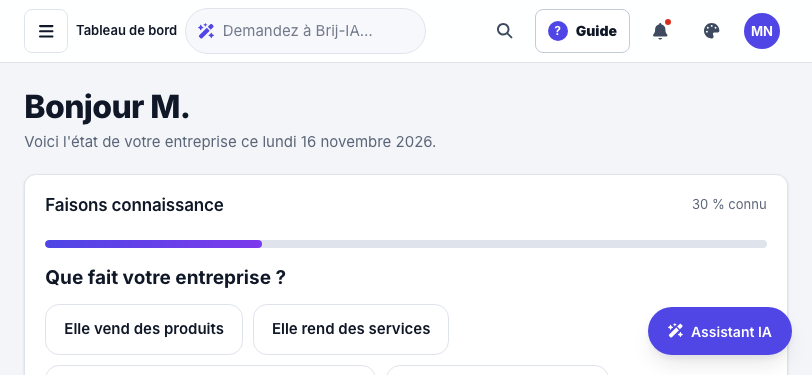 Tableau de bord
Demandez à Brij-IA...
? Guide
MN
Bonjour M.
Voici l'état de votre entreprise ce lundi 16 novembre 2026.
Faisons connaissance
30 % connu
Que fait votre entreprise ?
Elle vend des produits
Elle rend des services
Assistant IA